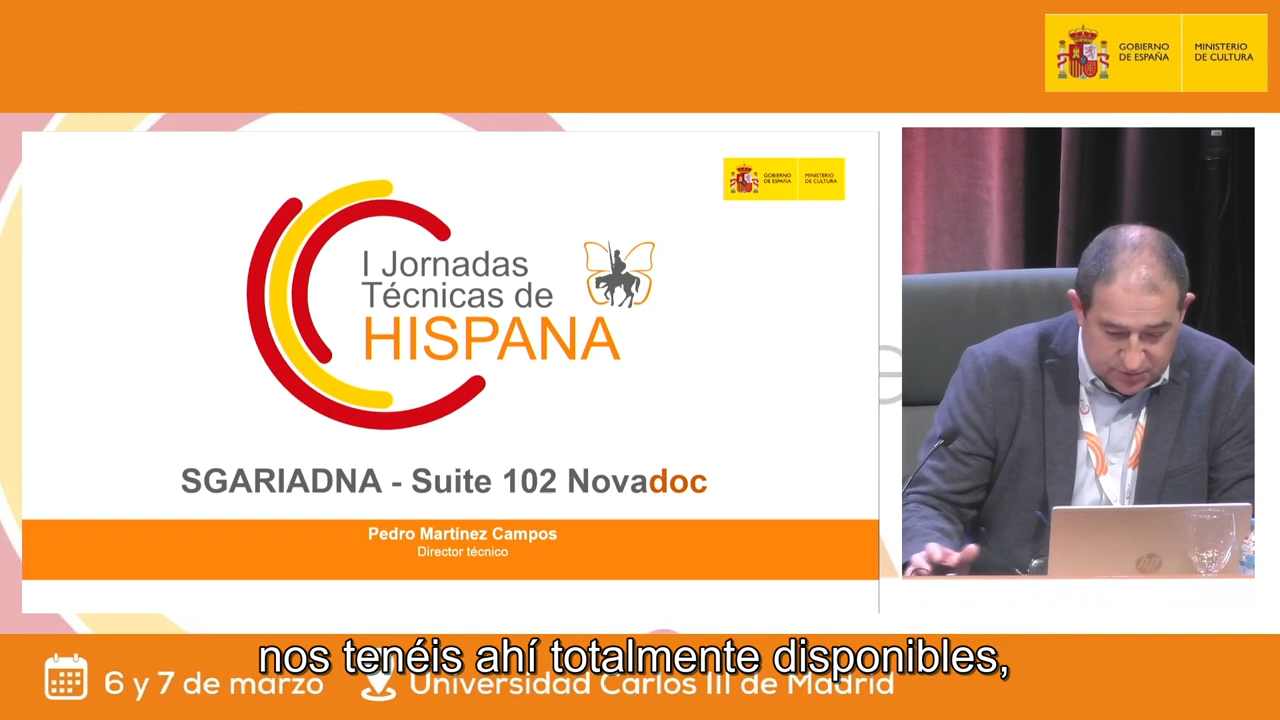 GOBIERNO
DE ESPAÑA
MINISTERIO
DE CULTURA
GOBIERNO
DE ESPAÑA
MINISTERIO
DE CULTURA
I Jornadas
Técnicas de
HISPANA
SGARIADNA - Suite 102 Novadoc
Pedro Martínez Campos
Director técnico
hp
nos tenéis ahí totalmente disponibles,
6 y 7 de marzo
Universidad Carlos III de Madrid